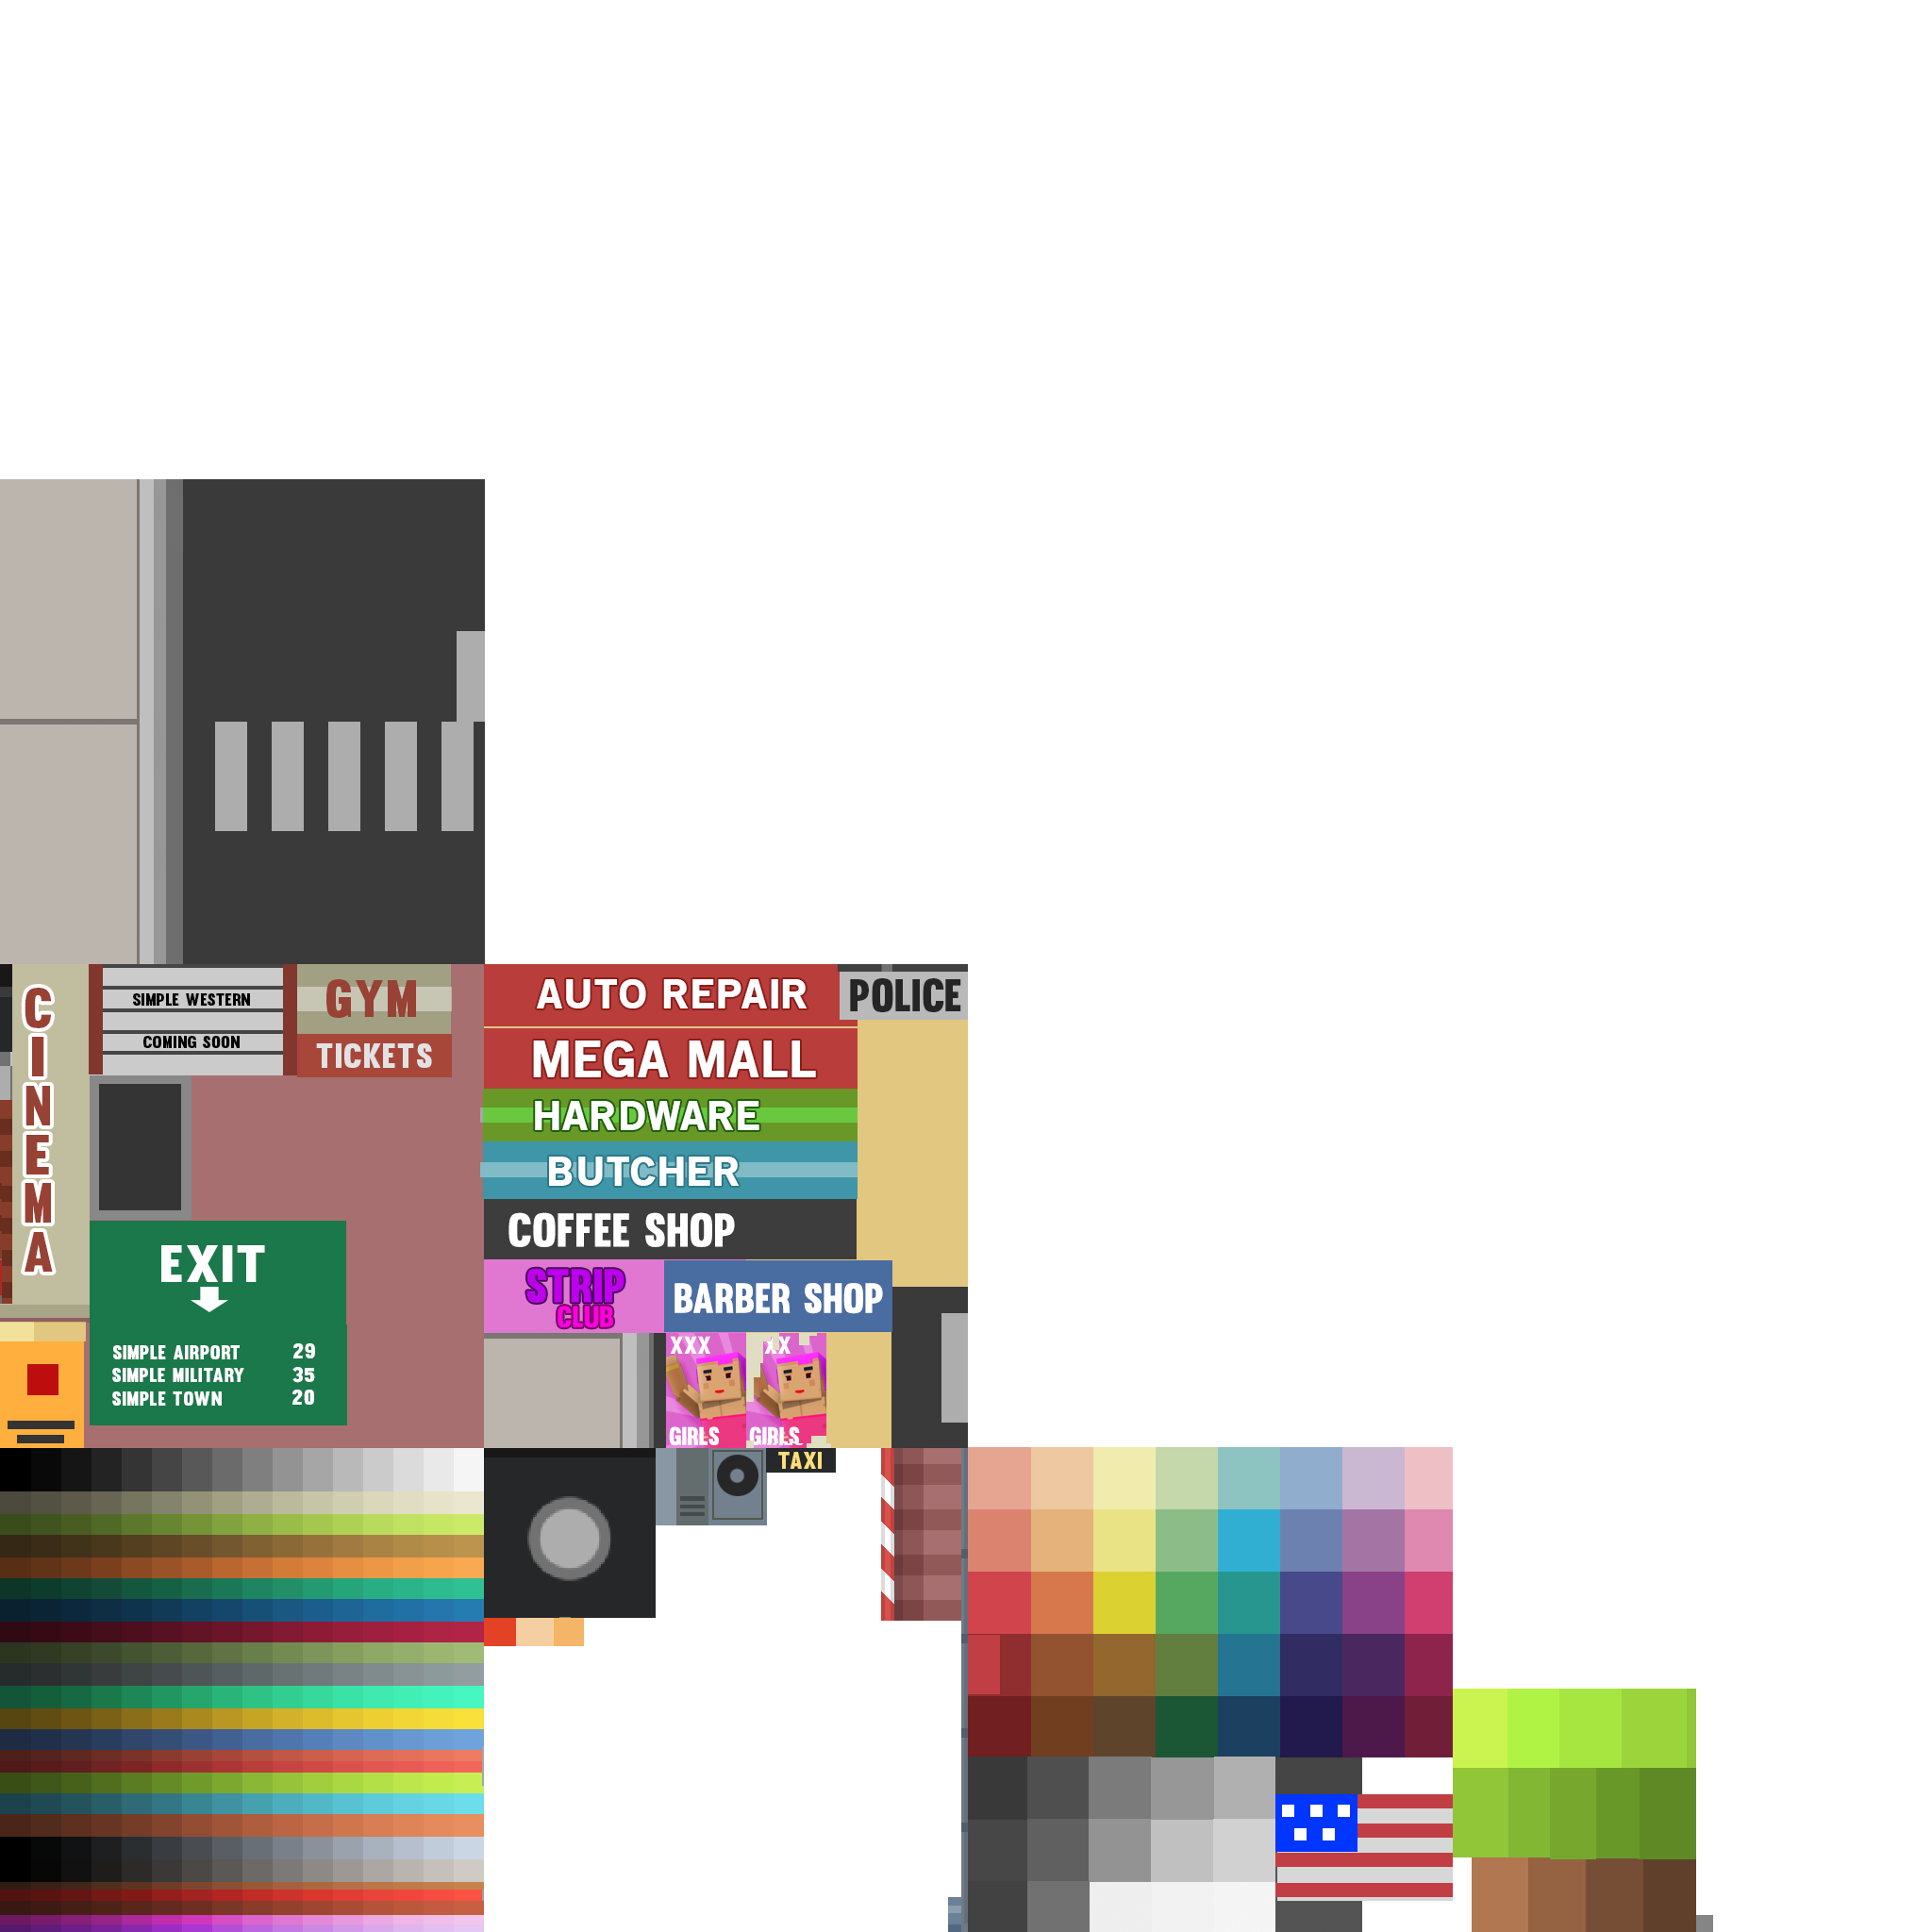 CINEMA
SIMPLE WESTERN
COMING SOON
GYM
TICKETS
AUTO REPAIR
POLICE
MEGA MALL
HARDWARE
BUTCHER
COFFEE SHOP
STRIP
CLUB
BARBER SHOP
EXIT
SIMPLE AIRPORT 29
SIMPLE MILITARY 35
SIMPLE TOWN 20
XXX
GIRLS
XX
GIRLS
TAXI